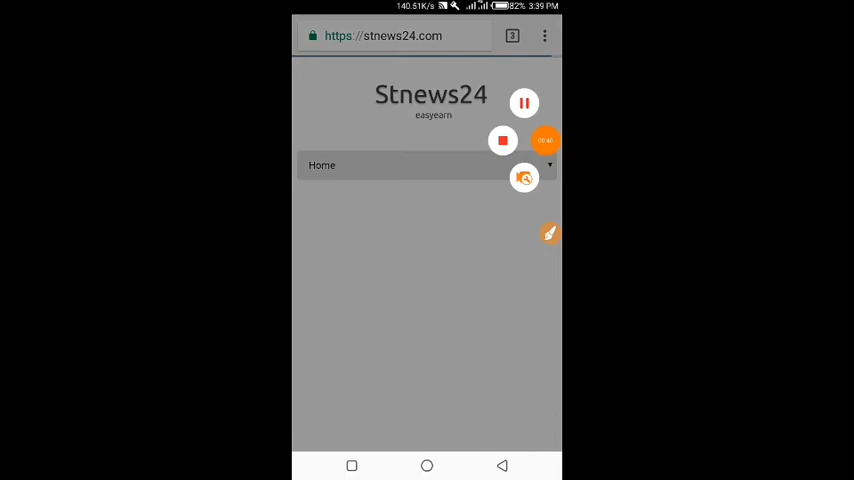 140.51K/s 82% 3:39 PM
https://stnews24.com 3
Stnews24
easyearn
Home